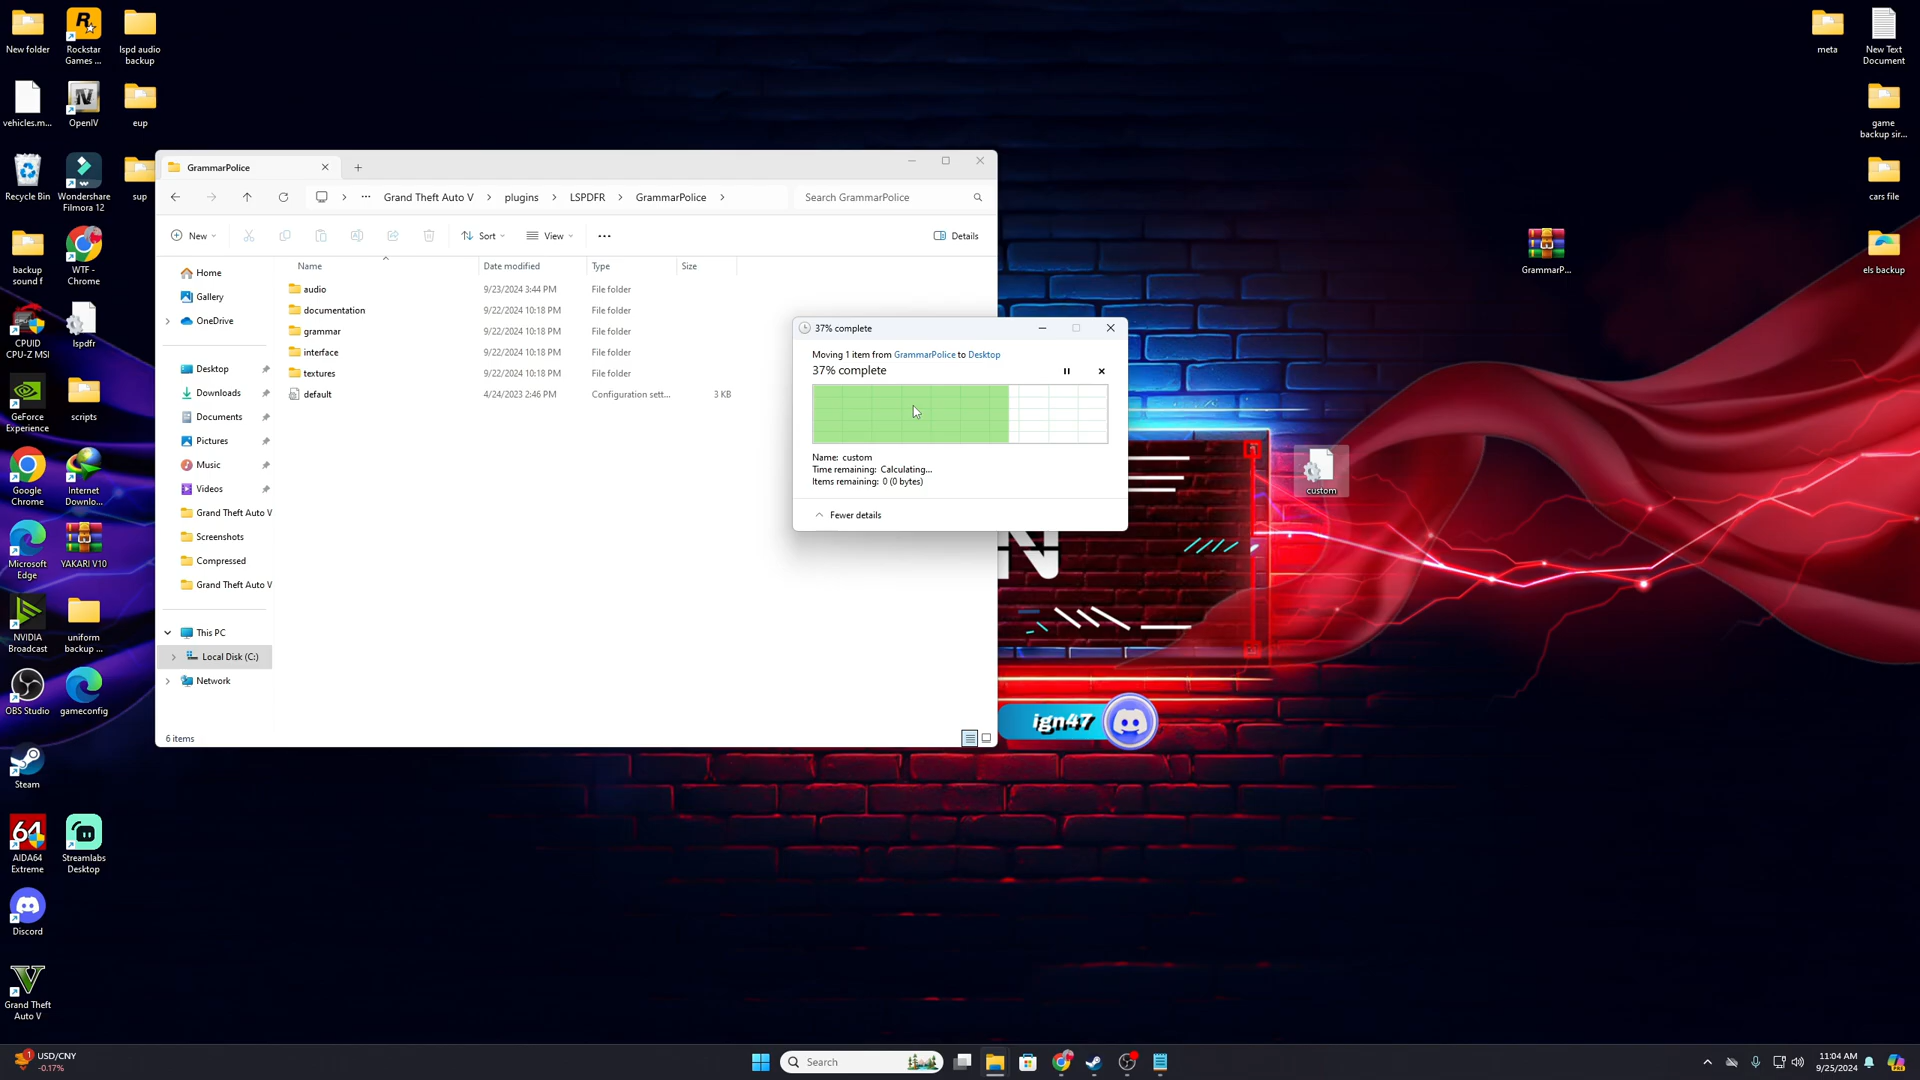 New folder
Rockstar
Games ...
lspd audio
backup
vehicles.m...
OpenIV
eup
Recycle Bin
Wondershare
Filmora 12
sup
backup
sound f
WTF -
Chrome
CPUID
CPU-Z MSI
lspdfr
GeForce
Experience
scripts
Google
Chrome
Internet
Downlo...
Microsoft
Edge
YAKARI V10
NVIDIA
Broadcast
uniform
backup ...
OBS Studio
gameconfig
Steam
64
AIDA64
Extreme
Streamlabs
Desktop
Discord
Grand Theft
Auto V
meta
New Text
Document
game
backup sir...
cars file
els backup
GrammarP...
custom
GrammarPolice
Grand Theft Auto V
plugins
LSPDFR
GrammarPolice
Search GrammarPolice
New
Sort
View
Details
Name
Date modified
Type
Size
Home
Gallery
OneDrive
Desktop
Downloads
Documents
Pictures
Music
Videos
Grand Theft Auto V
Screenshots
Compressed
Grand Theft Auto V
This PC
Local Disk (C:)
Network
audio 9/23/2024 3:44 PM File folder
documentation 9/22/2024 10:18 PM File folder
grammar 9/22/2024 10:18 PM File folder
interface 9/22/2024 10:18 PM File folder
textures 9/22/2024 10:18 PM File folder
default 4/24/2023 2:46 PM Configuration sett... 3 KB
6 items
37% complete
Moving 1 item from GrammarPolice to Desktop
37% complete
Name: custom
Time remaining: Calculating...
Items remaining: 0 (0 bytes)
Fewer details
N
ign47
1
USD/CNY
-0.17%
Search
11:04 AM
9/25/2024